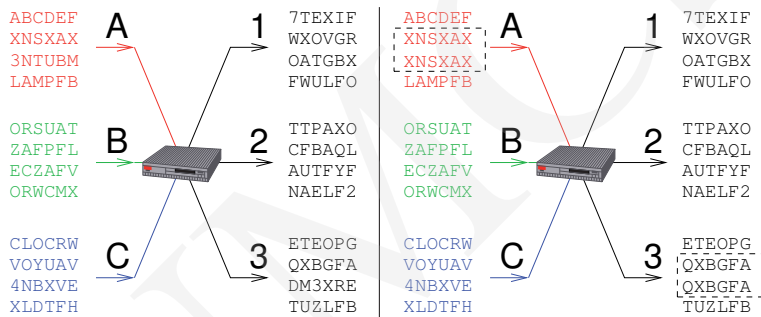 ABCDEF
XNSXAX
3NTUBM
LAMPFB
A
1
7TEXIF
WXOVGR
OATGBX
FWULFO
ORSUAT
ZAFPFL
ECZAFV
ORWCMX
B
2
TTPAXO
CFBAQL
AUTFYF
NAELF2
CLOCRW
VOYUAV
4NBXVE
XLDTFH
C
3
ETEOPG
QXBGFA
DM3XRE
TUZLFB
ABCDEF
XNSXAX
XNSXAX
LAMPFB
A
1
7TEXIF
WXOVGR
OATGBX
FWULFO
ORSUAT
ZAFPFL
ECZAFV
ORWCMX
B
2
TTPAXO
CFBAQL
AUTFYF
NAELF2
CLOCRW
VOYUAV
4NBXVE
XLDTFH
C
3
ETEOPG
QXBGFA
QXBGFA
TUZLFB